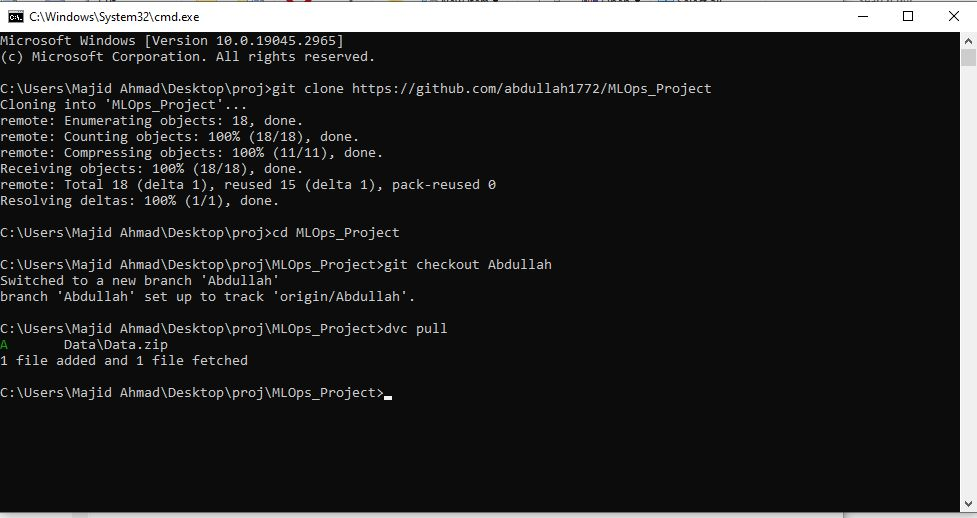 C:\Windows\System32\cmd.exe
Microsoft Windows [Version 10.0.19045.2965]
(c) Microsoft Corporation. All rights reserved.
C:\Users\Majid Ahmad\Desktop\proj>git clone https://github.com/abdullah1772/MLOps_Project
Cloning into 'MLOps_Project'...
remote: Enumerating objects: 18, done.
remote: Counting objects: 100% (18/18), done.
remote: Compressing objects: 100% (11/11), done.
Receiving objects: 100% (18/18), done.
remote: Total 18 (delta 1), reused 15 (delta 1), pack-reused 0
Resolving deltas: 100% (1/1), done.
C:\Users\Majid Ahmad\Desktop\proj>cd MLOps_Project
C:\Users\Majid Ahmad\Desktop\proj\MLOps_Project>git checkout Abdullah
Switched to a new branch 'Abdullah'
branch 'Abdullah' set up to track 'origin/Abdullah'.
C:\Users\Majid Ahmad\Desktop\proj\MLOps_Project>dvc pull
A       Data\Data.zip
1 file added and 1 file fetched
C:\Users\Majid Ahmad\Desktop\proj\MLOps_Project>